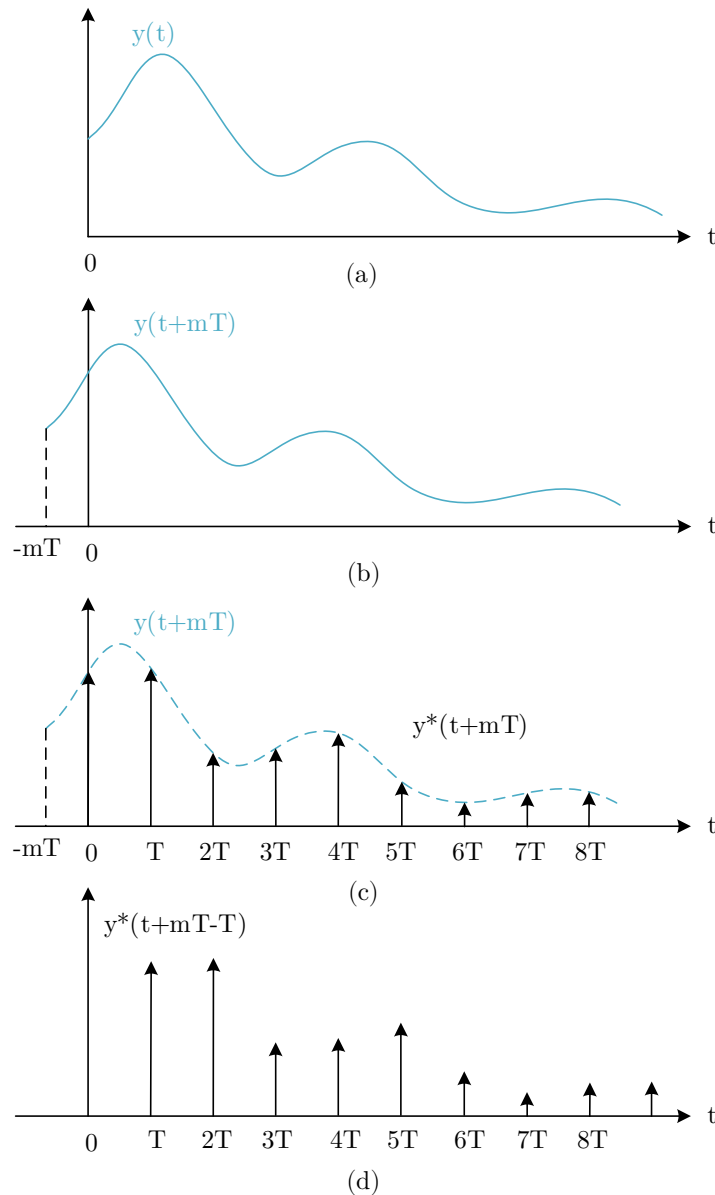 y(t)
t
0
(a)
y(t+mT)
t
-mT 0
(b)
y(t+mT)
y*(t+mT)
t
-mT 0 T 2T 3T 4T 5T 6T 7T 8T
(c)
y*(t+mT-T)
t
0 T 2T 3T 4T 5T 6T 7T 8T
(d)